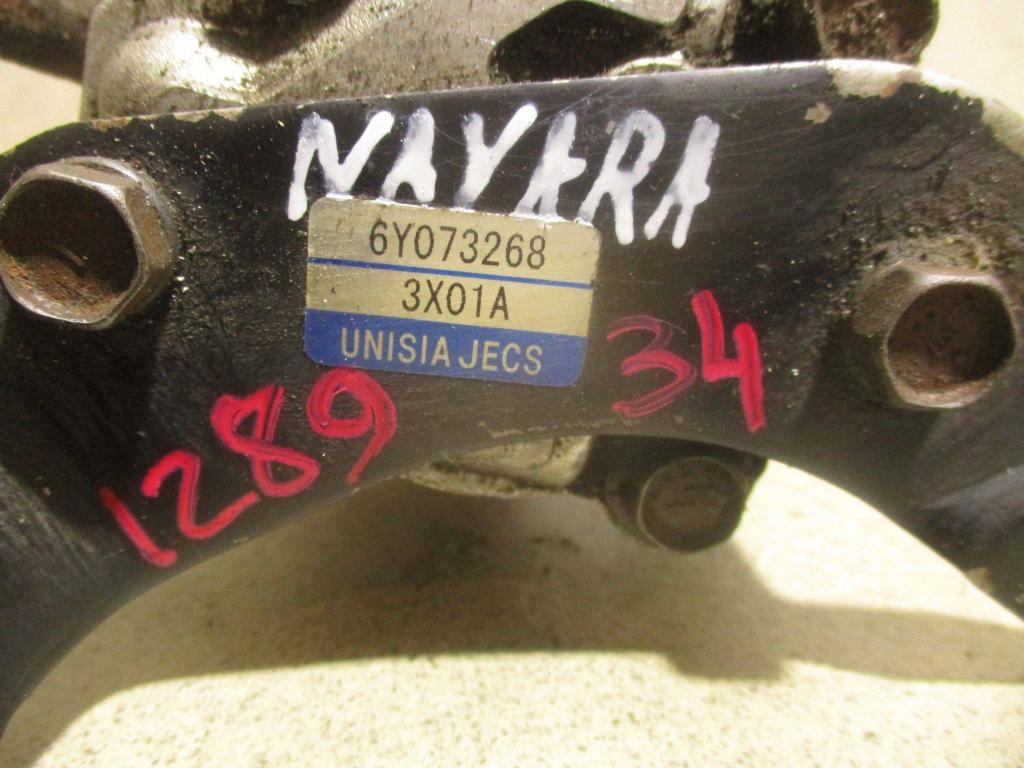 NAVARA
6Y073268
3X01A
UNISIA JECS
1289 34